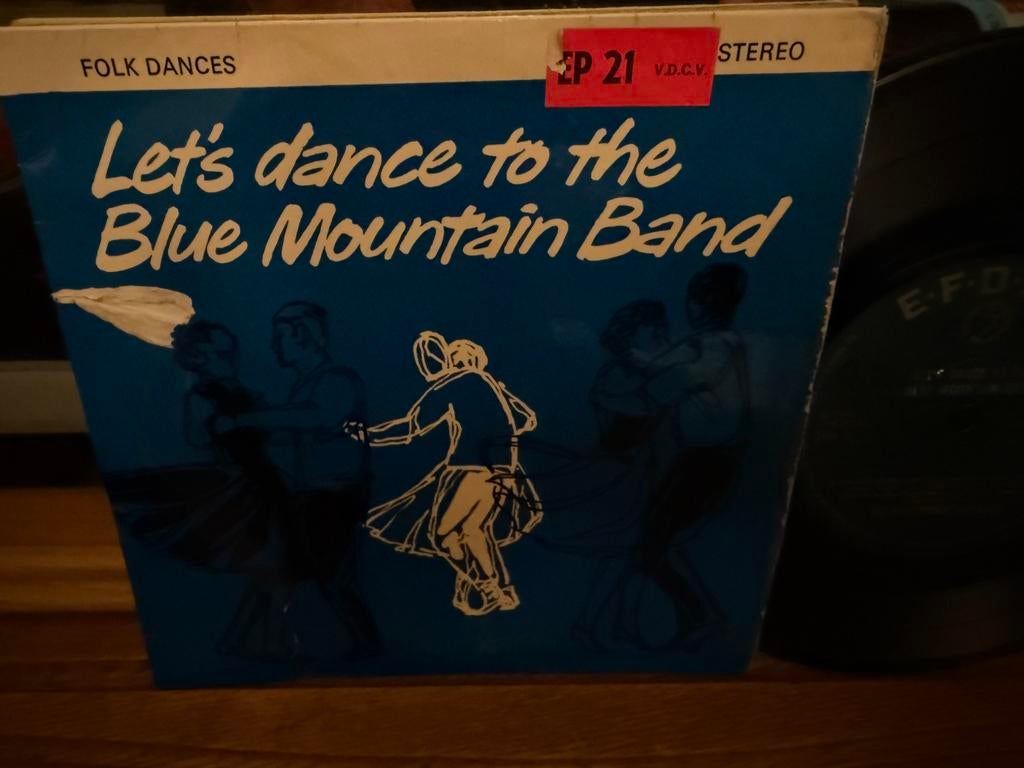 FOLK DANCES
EP 21 V.D.C.V.
STEREO
Let's dance to the
Blue Mountain Band
E·F·D·